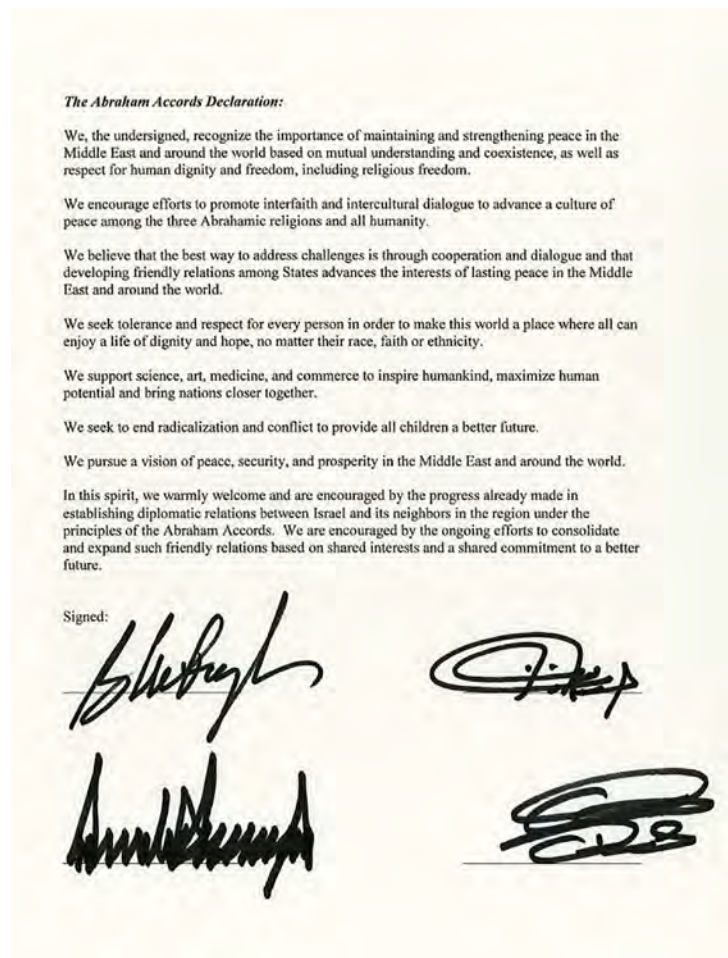 The Abraham Accords Declaration:
We, the undersigned, recognize the importance of maintaining and strengthening peace in the
Middle East and around the world based on mutual understanding and coexistence, as well as
respect for human dignity and freedom, including religious freedom.
We encourage efforts to promote interfaith and intercultural dialogue to advance a culture of
peace among the three Abrahamic religions and all humanity.
We believe that the best way to address challenges is through cooperation and dialogue and that
developing friendly relations among States advances the interests of lasting peace in the Middle
East and around the world.
We seek tolerance and respect for every person in order to make this world a place where all can
enjoy a life of dignity and hope, no matter their race, faith or ethnicity.
We support science, art, medicine, and commerce to inspire humankind, maximize human
potential and bring nations closer together.
We seek to end radicalization and conflict to provide all children a better future.
We pursue a vision of peace, security, and prosperity in the Middle East and around the world.
In this spirit, we warmly welcome and are encouraged by the progress already made in
establishing diplomatic relations between Israel and its neighbors in the region under the
principles of the Abraham Accords.  We are encouraged by the ongoing efforts to consolidate
and expand such friendly relations based on shared interests and a shared commitment to a better
future.
Signed: